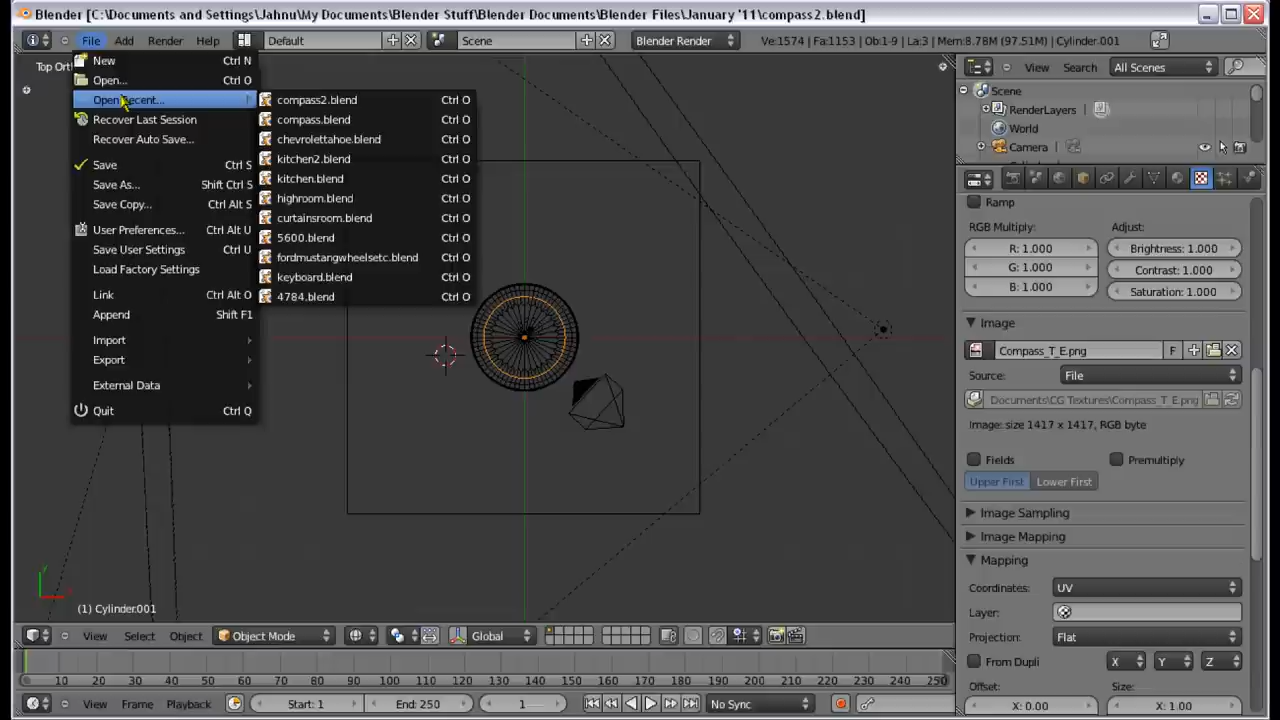 Blender [C:\Documents and Settings\Jahnu\My Documents\Blender Stuff\Blender Documents\Blender Files\January '11\compass2.blend]
File Add Render Help Default Scene Blender Render Ve:1574 | Fa:1153 | Ob:1-9 | La:3 | Mem:8.78M (97.51M) | Cylinder.001
Top Ort
New Ctrl N
Open... Ctrl O
Open Recent...
Recover Last Session
Recover Auto Save...
Save Ctrl S
Save As... Shift Ctrl S
Save Copy... Ctrl Alt S
User Preferences... Ctrl Alt U
Save User Settings Ctrl U
Load Factory Settings
Link Ctrl Alt O
Append Shift F1
Import
Export
External Data
Quit Ctrl Q
compass2.blend Ctrl O
compass.blend Ctrl O
chevrolettahoe.blend Ctrl O
kitchen2.blend Ctrl O
kitchen.blend Ctrl O
highroom.blend Ctrl O
curtainsroom.blend Ctrl O
5600.blend Ctrl O
fordmustangwheelsetc.blend Ctrl O
keyboard.blend Ctrl O
4784.blend Ctrl O
(1) Cylinder.001
View Select Object Object Mode Global
10 20 30 40 50 60 70 80 90 100 110 120 130 140 150 160 170 180 190 200 210 220 230 240 250
View Frame Playback Start: 1 End: 250 1 No Sync
View Search All Scenes
Scene
RenderLayers
World
Camera
Ramp
RGB Multiply: Adjust:
R: 1.000 Brightness: 1.000
G: 1.000 Contrast: 1.000
B: 1.000 Saturation: 1.000
Image
Compass_T_E.png F
Source: File
Documents\CG Textures\Compass_T_E.png
Image: size 1417 x 1417, RGB byte
Fields Premultiply
Upper First Lower First
Image Sampling
Image Mapping
Mapping
Coordinates: UV
Layer:
Projection: Flat
From Dupli X Y Z
Offset: Size:
X: 0.00 X: 1.00